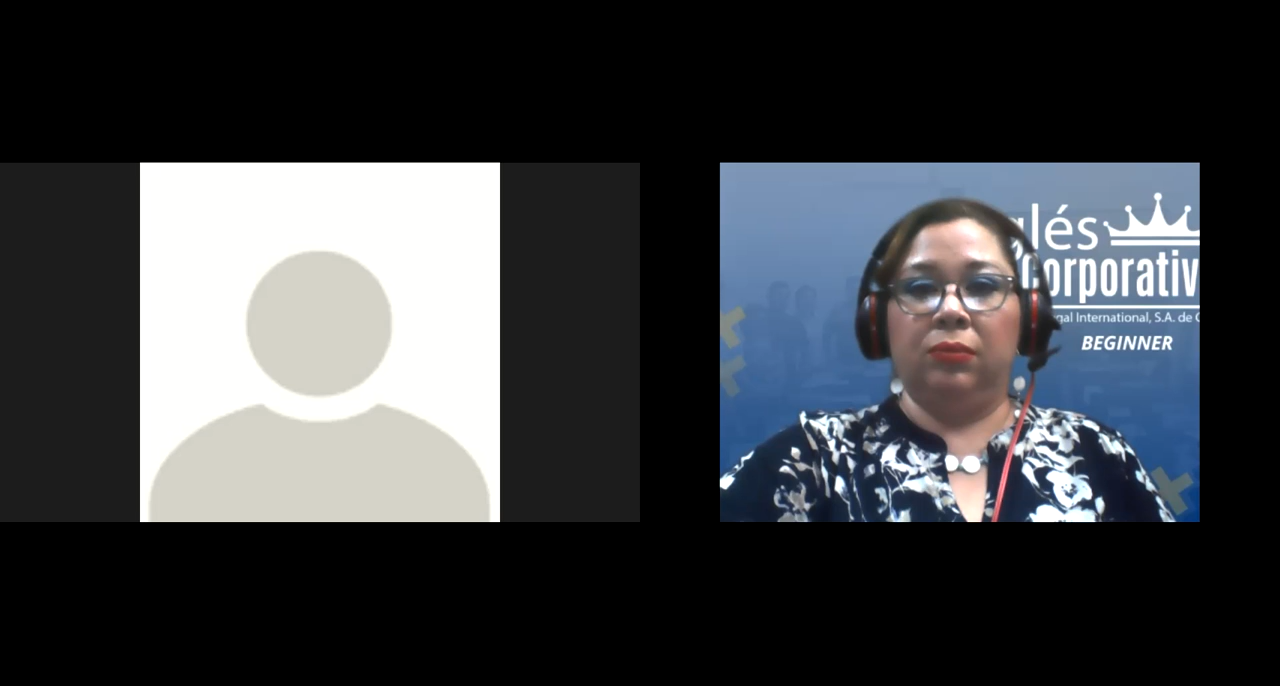 glés
Corporativ
gal International, S.A. de C
BEGINNER